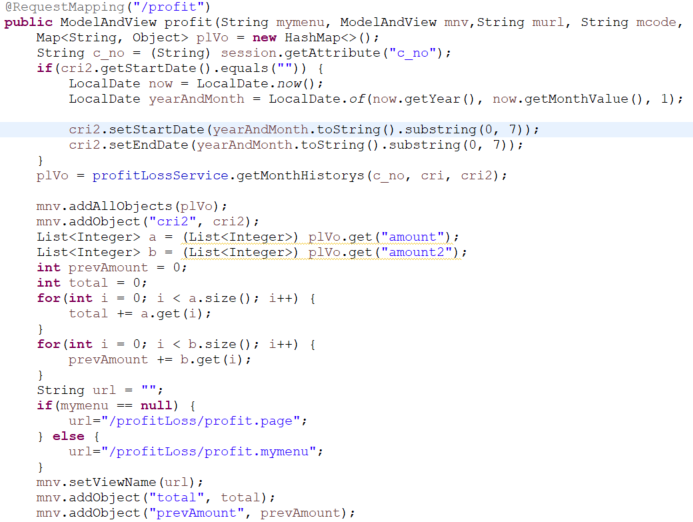 @RequestMapping("/profit")
public ModelAndView profit(String mymenu, ModelAndView mnv,String murl, String mcode,
Map<String, Object> plVo = new HashMap<>();
String c_no = (String) session.getAttribute("c_no");
if(cri2.getStartDate().equals("")) {
LocalDate now = LocalDate.now();
LocalDate yearAndMonth = LocalDate.of(now.getYear(), now.getMonthValue(), 1);
cri2.setStartDate(yearAndMonth.toString().substring(0, 7));
cri2.setEndDate(yearAndMonth.toString().substring(0, 7));
}
plVo = profitLossService.getMonthHistorys(c_no, cri, cri2);
mnv.addAllObjects(plVo);
mnv.addObject("cri2", cri2);
List<Integer> a = (List<Integer>) plVo.get("amount");
List<Integer> b = (List<Integer>) plVo.get("amount2");
int prevAmount = 0;
int total = 0;
for(int i = 0; i < a.size(); i++) {
total += a.get(i);
}
for(int i = 0; i < b.size(); i++) {
prevAmount += b.get(i);
}
String url = "";
if(mymenu == null) {
url="/profitLoss/profit.page";
} else {
url="/profitLoss/profit.mymenu";
}
mnv.setViewName(url);
mnv.addObject("total", total);
mnv.addObject("prevAmount", prevAmount);